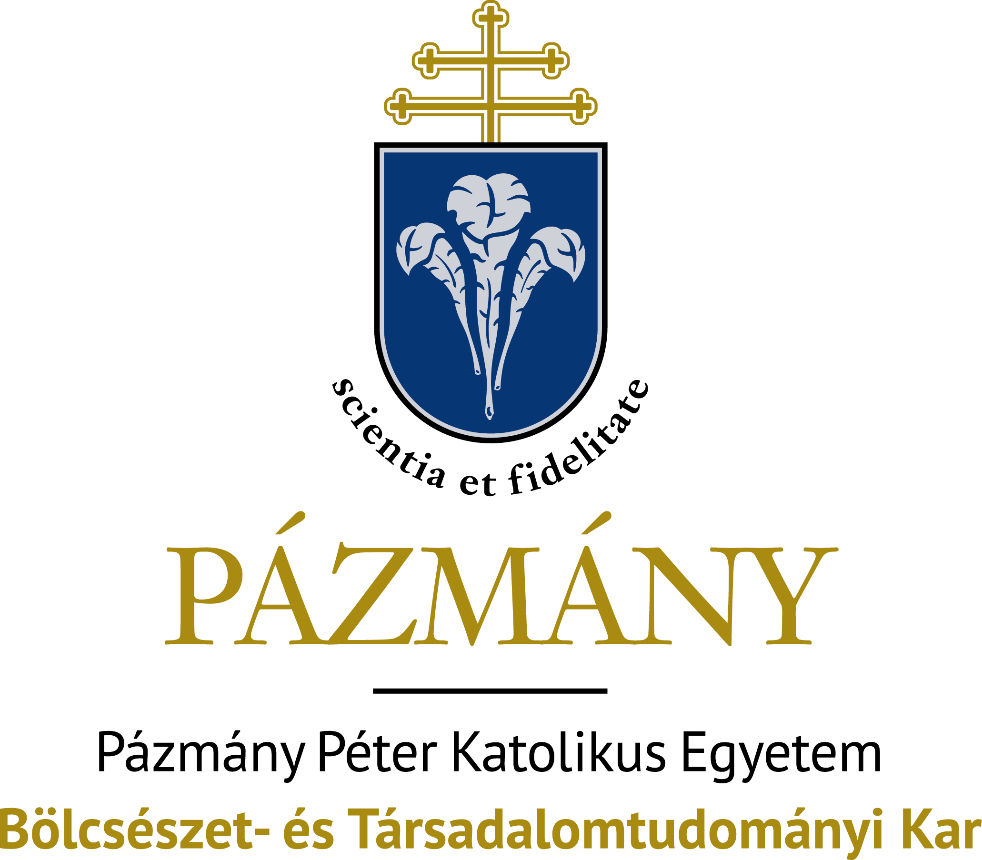 scientia et fidelitate
PÁZMÁNY
Pázmány Péter Katolikus Egyetem
Bölcsészet- és Társadalomtudományi Kar